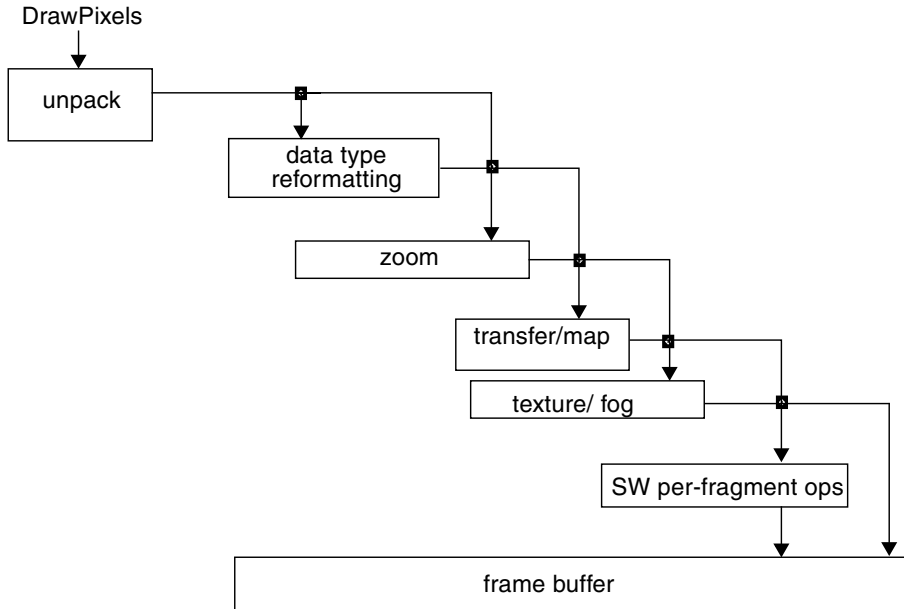 DrawPixels
unpack
data type
reformatting
zoom
transfer/map
texture/ fog
SW per-fragment ops
frame buffer